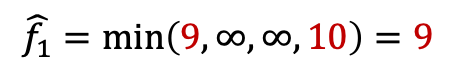 f̂₁ = min(9, ∞, ∞, 10) = 9